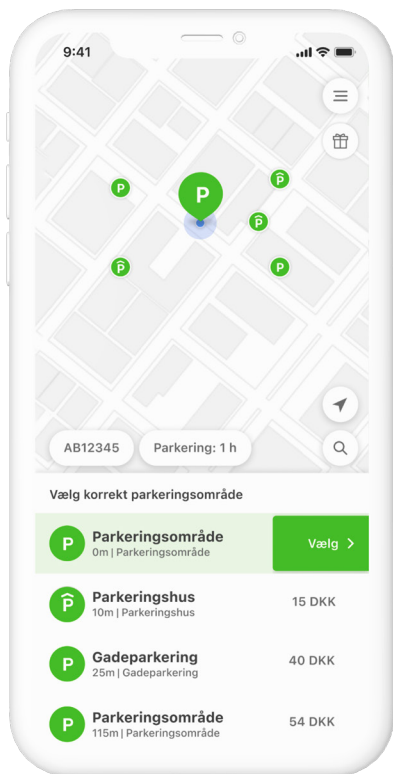 9:41
P
P
P
P
P
P
AB12345
Parkering: 1 h
Vælg korrekt parkeringsområde
P
Parkeringsområde
0m | Parkeringsområde
Vælg
P
Parkeringshus
10m | Parkeringshus
15 DKK
P
Gadeparkering
25m | Gadeparkering
40 DKK
P
Parkeringsområde
115m | Parkeringsområde
54 DKK